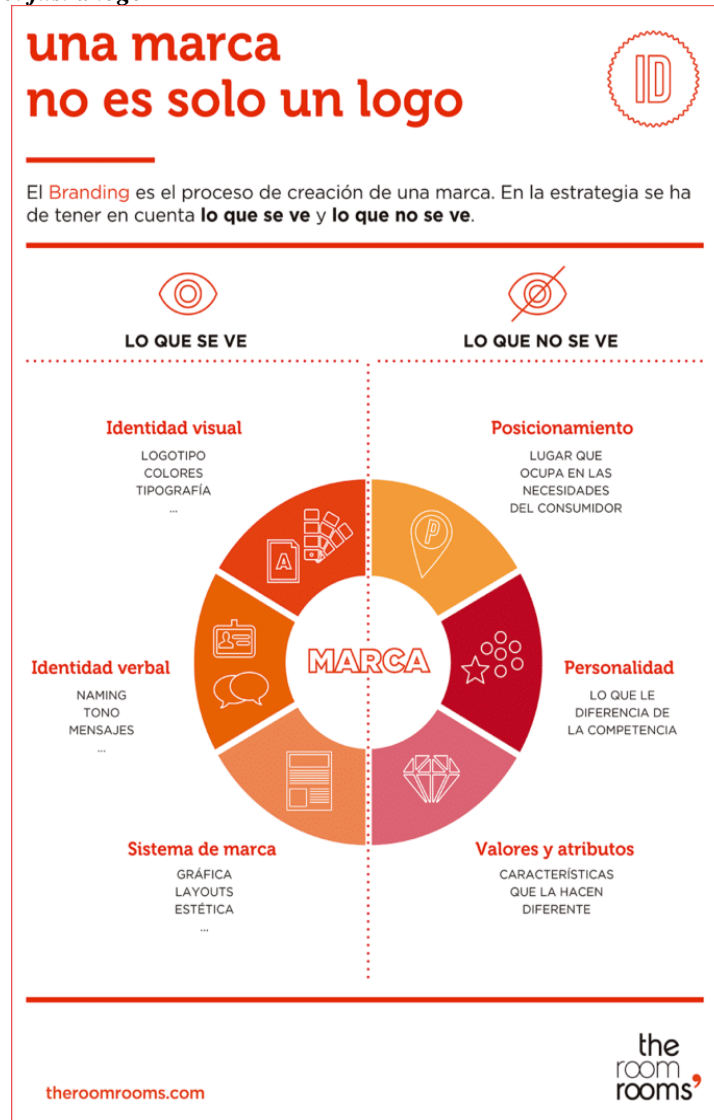 una marca
no es solo un logo
ID
El Branding es el proceso de creación de una marca. En la estrategia se ha
de tener en cuenta lo que se ve y lo que no se ve.
LO QUE SE VE
LO QUE NO SE VE
Identidad visual
LOGOTIPO
COLORES
TIPOGRAFÍA
...
Posicionamiento
LUGAR QUE
OCUPA EN LAS
NECESIDADES
DEL CONSUMIDOR
A
P
MARCA
Identidad verbal
NAMING
TONO
MENSAJES
...
Personalidad
LO QUE LE
DIFERENCIA DE
LA COMPETENCIA
Sistema de marca
GRÁFICA
LAYOUTS
ESTÉTICA
...
Valores y atributos
CARACTERÍSTICAS
QUE LA HACEN
DIFERENTE
theroomrooms.com
the
room
rooms,